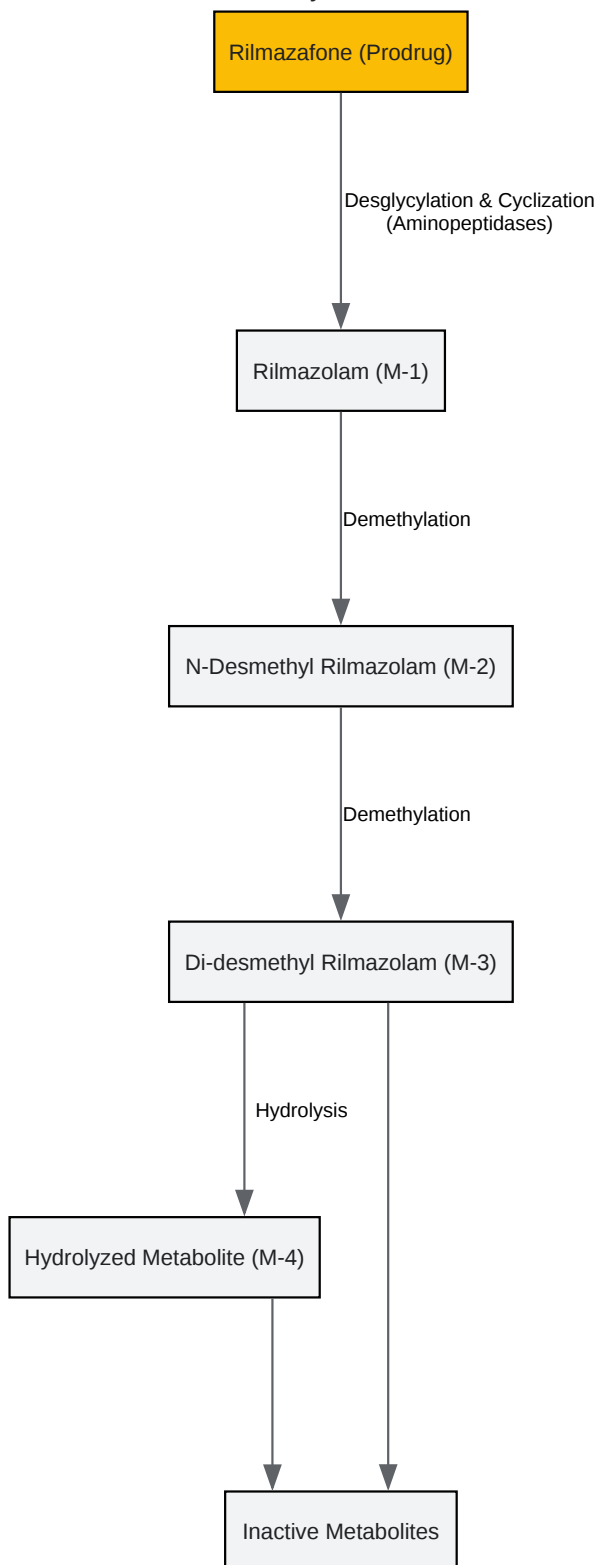 Rilmazafone (Prodrug)
Desglycylation & Cyclization
(Aminopeptidases)
Rilmazolam (M-1)
Demethylation
N-Desmethyl Rilmazolam (M-2)
Demethylation
Di-desmethyl Rilmazolam (M-3)
Hydrolysis
Hydrolyzed Metabolite (M-4)
Inactive Metabolites